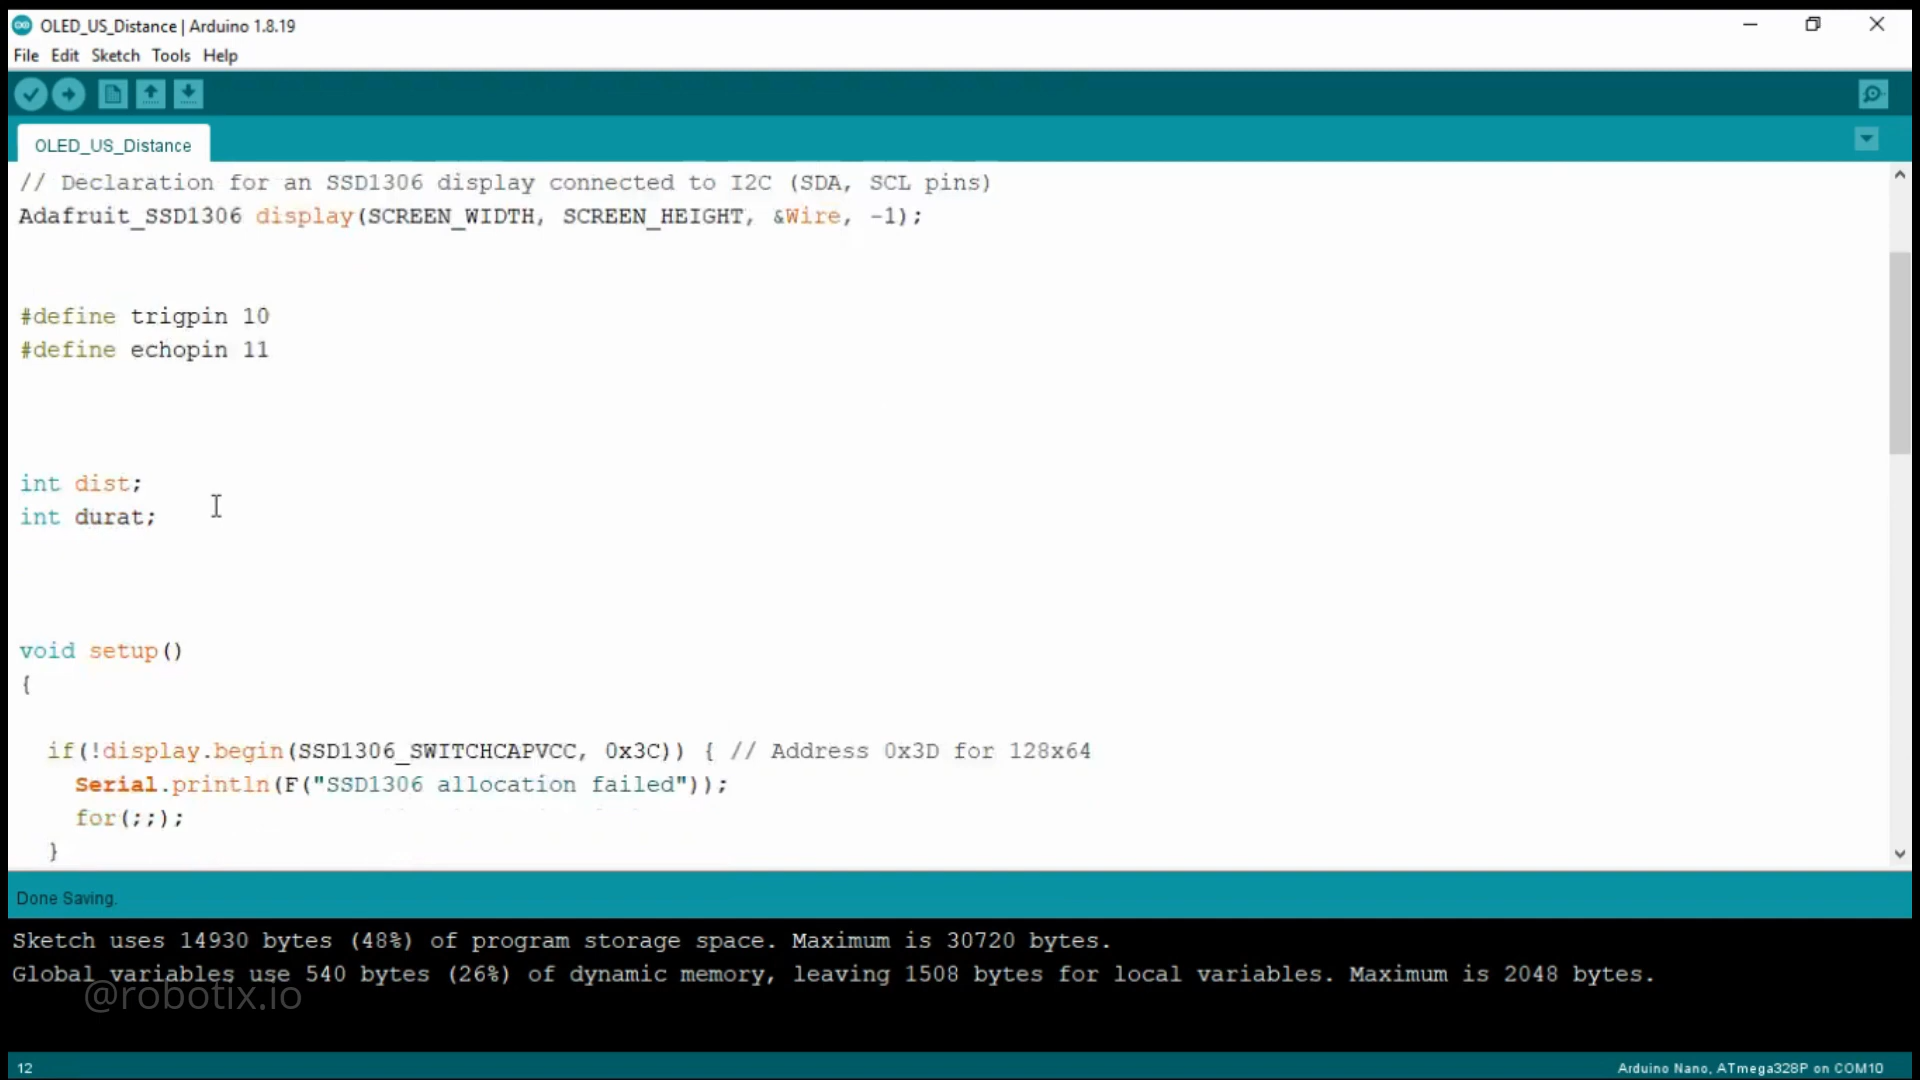 OLED_US_Distance | Arduino 1.8.19
File Edit Sketch Tools Help
OLED_US_Distance
// Declaration for an SSD1306 display connected to I2C (SDA, SCL pins)
Adafruit_SSD1306 display(SCREEN_WIDTH, SCREEN_HEIGHT, &Wire, -1);
#define trigpin 10
#define echopin 11
int dist;
int durat;
void setup()
{
if(!display.begin(SSD1306_SWITCHCAPVCC, 0x3C)) { // Address 0x3D for 128x64
Serial.println(F("SSD1306 allocation failed"));
for(;;);
}
Done Saving.
Sketch uses 14930 bytes (48%) of program storage space. Maximum is 30720 bytes.
Global variables use 540 bytes (26%) of dynamic memory, leaving 1508 bytes for local variables. Maximum is 2048 bytes.
@robotix.io
12
Arduino Nano, ATmega328P on COM10